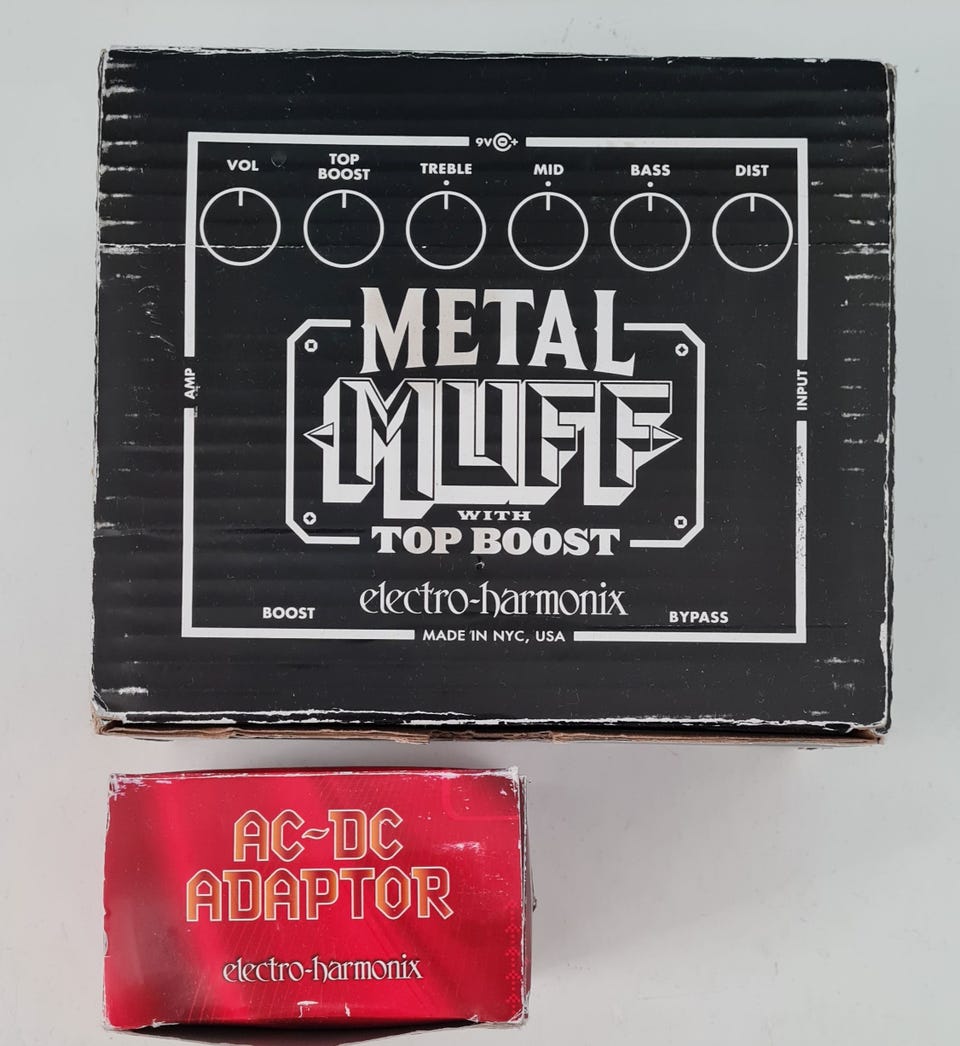 9V +
VOL
TOP
BOOST
TREBLE
MID
BASS
DIST
AMP
INPUT
METAL
MUFF
WITH
TOP BOOST
electro-harmonix
BOOST
BYPASS
MADE IN NYC, USA
AC~DC
ADAPTOR
electro-harmonix